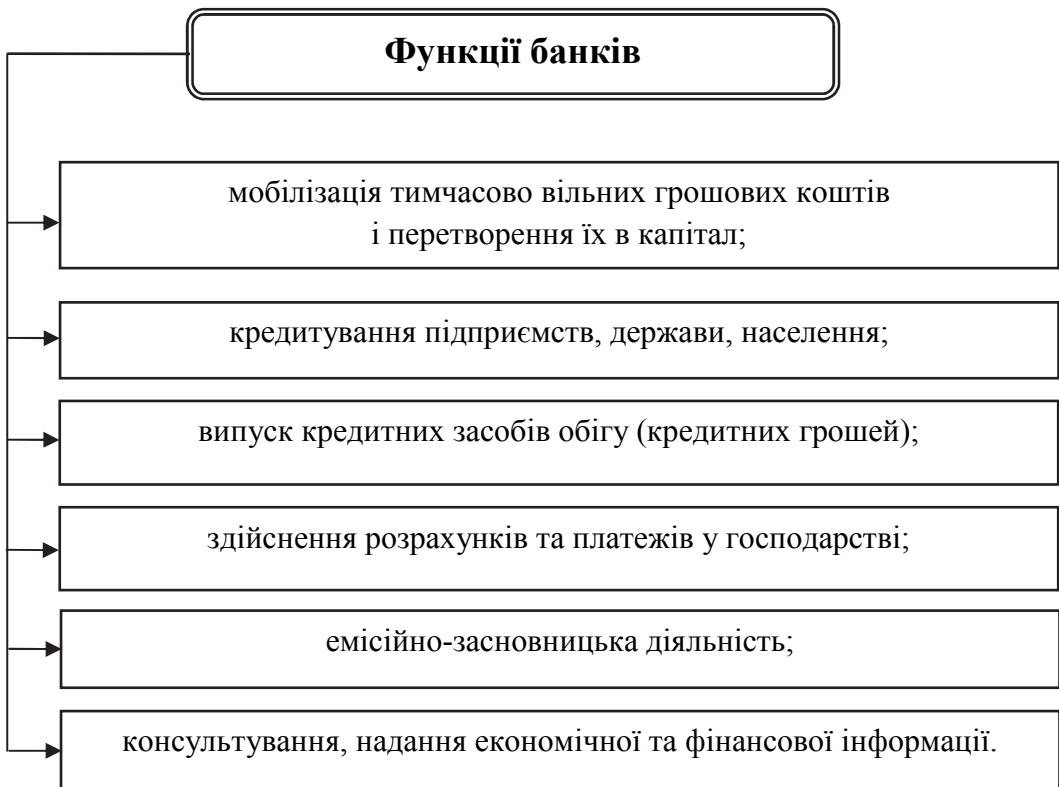 Функції банків
мобілізація тимчасово вільних грошових коштів
і перетворення їх в капітал;
кредитування підприємств, держави, населення;
випуск кредитних засобів обігу (кредитних грошей);
здійснення розрахунків та платежів у господарстві;
емісійно-засновницька діяльність;
консультування, надання економічної та фінансової інформації.